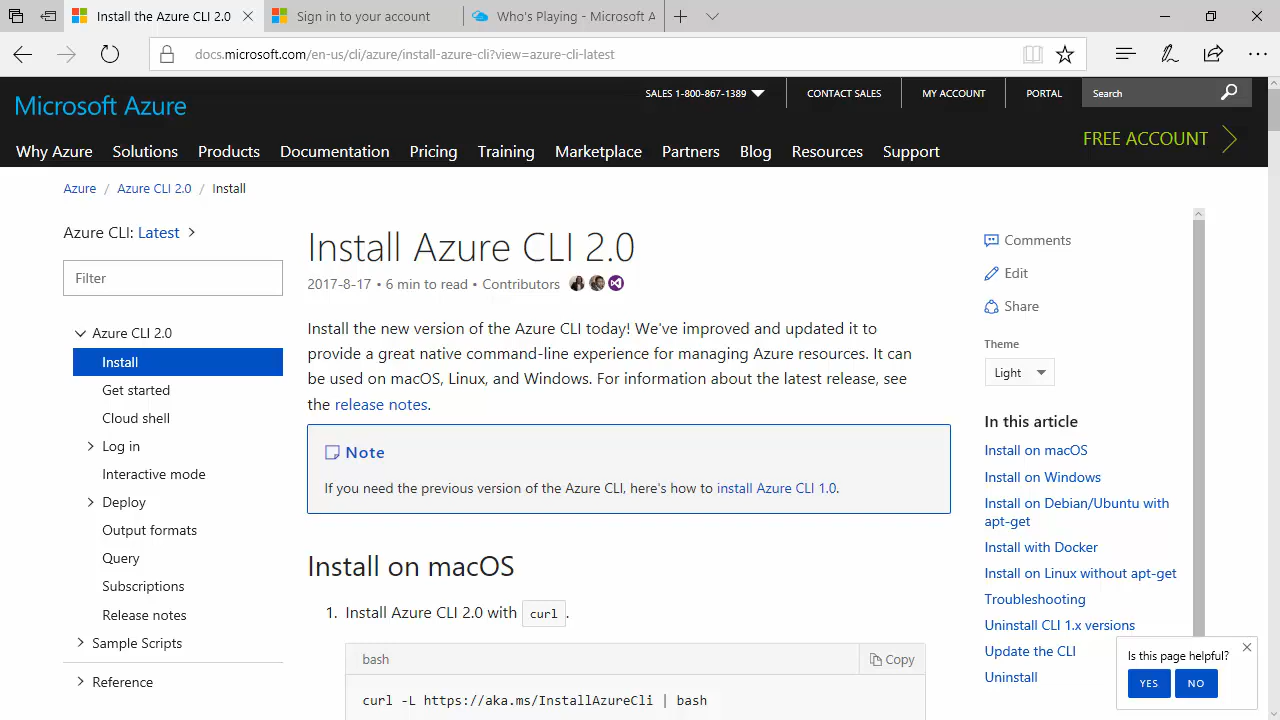 Install the Azure CLI 2.0
Sign in to your account
Who's Playing - Microsoft A
docs.microsoft.com/en-us/cli/azure/install-azure-cli?view=azure-cli-latest
SALES 1-800-867-1389
CONTACT SALES
MY ACCOUNT
PORTAL
Search
Microsoft Azure
FREE ACCOUNT
Why Azure
Solutions
Products
Documentation
Pricing
Training
Marketplace
Partners
Blog
Resources
Support
Azure / Azure CLI 2.0 / Install
Azure CLI: Latest
Filter
Azure CLI 2.0
Install
Get started
Cloud shell
Log in
Interactive mode
Deploy
Output formats
Query
Subscriptions
Release notes
Sample Scripts
Reference
Install Azure CLI 2.0
2017-8-17 • 6 min to read • Contributors
Install the new version of the Azure CLI today! We've improved and updated it to
provide a great native command-line experience for managing Azure resources. It can
be used on macOS, Linux, and Windows. For information about the latest release, see
the release notes.
Note
If you need the previous version of the Azure CLI, here's how to install Azure CLI 1.0.
Install on macOS
1. Install Azure CLI 2.0 with curl.
bash
Copy
curl -L https://aka.ms/InstallAzureCli | bash
Comments
Edit
Share
Theme
Light
In this article
Install on macOS
Install on Windows
Install on Debian/Ubuntu with
apt-get
Install with Docker
Install on Linux without apt-get
Troubleshooting
Uninstall CLI 1.x versions
Update the CLI
Uninstall
Is this page helpful?
YES
NO